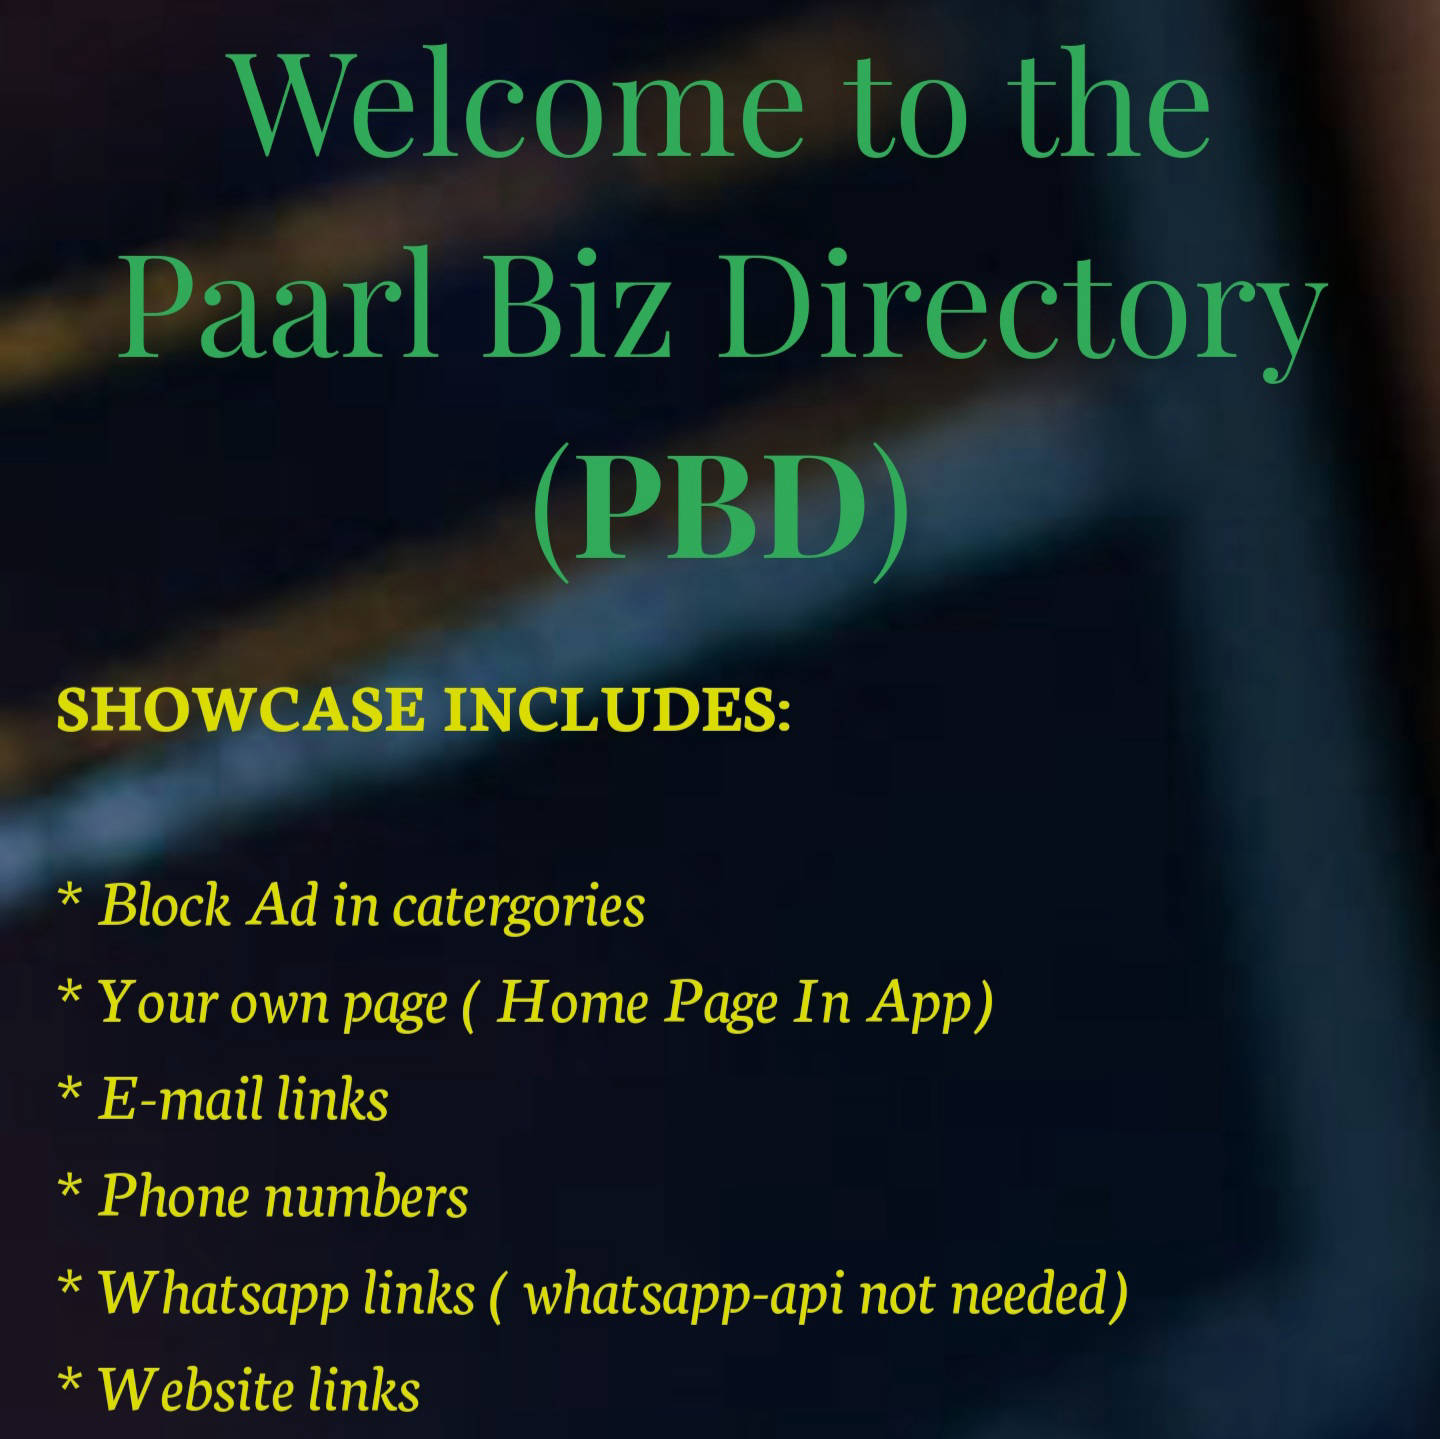 Welcome to the
Paarl Biz Directory
(PBD)
SHOWCASE INCLUDES:
* Block Ad in catergories
* Your own page ( Home Page In App)
* E-mail links
* Phone numbers
* Whatsapp links ( whatsapp-api not needed)
* Website links